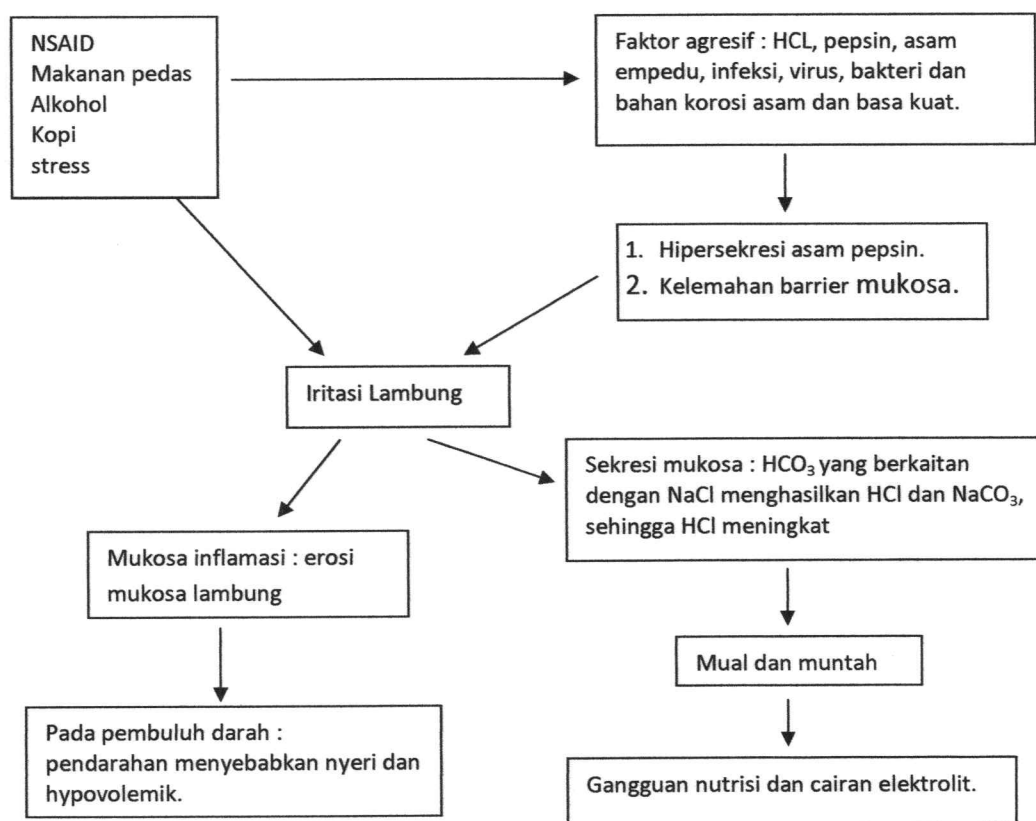 NSAID
Makanan pedas
Alkohol
Kopi
stress
Faktor agresif : HCL, pepsin, asam
empedu, infeksi, virus, bakteri dan
bahan korosi asam dan basa kuat.
1. Hipersekresi asam pepsin.
2. Kelemahan barrier mukosa.
Iritasi Lambung
Sekresi mukosa : HCO₃ yang berkaitan
dengan NaCl menghasilkan HCl dan NaCO₃,
sehingga HCl meningkat
Mukosa inflamasi : erosi
mukosa lambung
Mual dan muntah
Pada pembuluh darah :
pendarahan menyebabkan nyeri dan
hypovolemik.
Gangguan nutrisi dan cairan elektrolit.